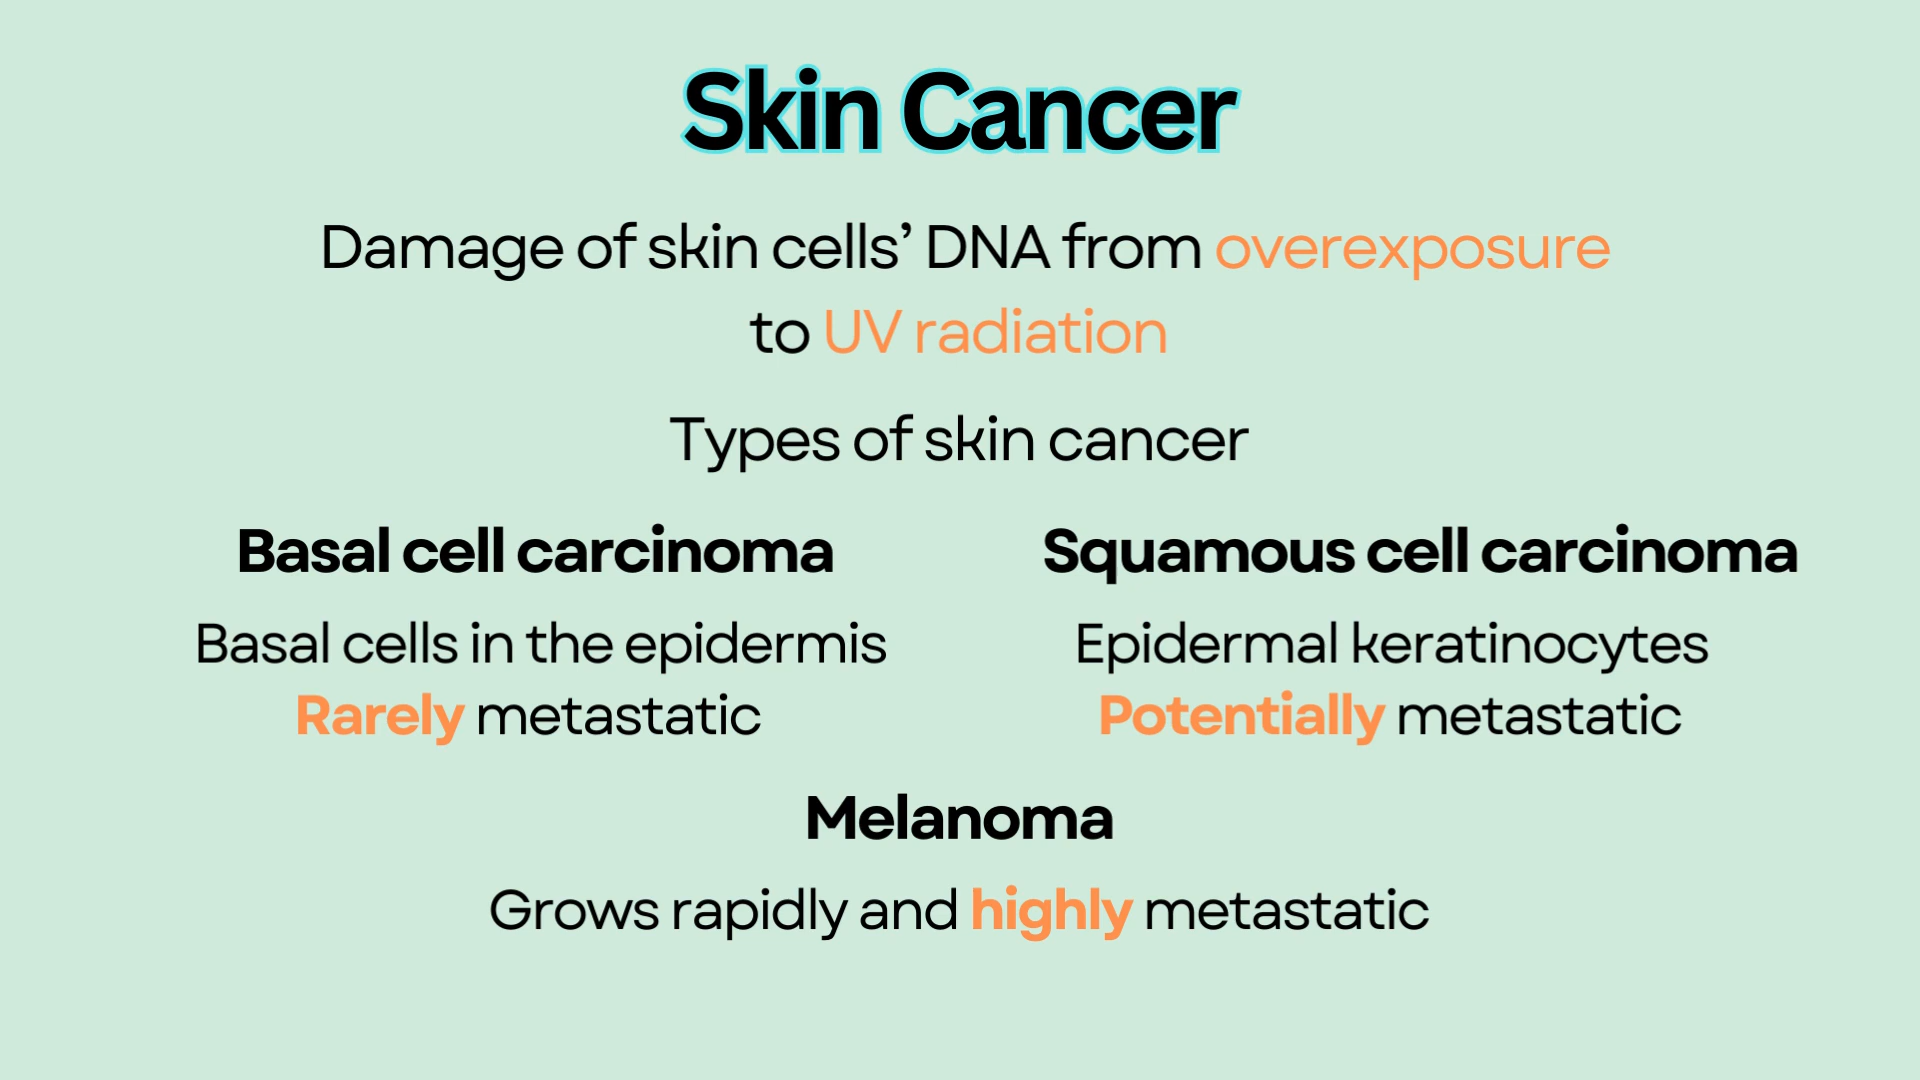 Skin Cancer
Damage of skin cells’ DNA from overexposure
to UV radiation
Types of skin cancer
Basal cell carcinoma
Basal cells in the epidermis
Rarely metastatic
Squamous cell carcinoma
Epidermal keratinocytes
Potentially metastatic
Melanoma
Grows rapidly and highly metastatic